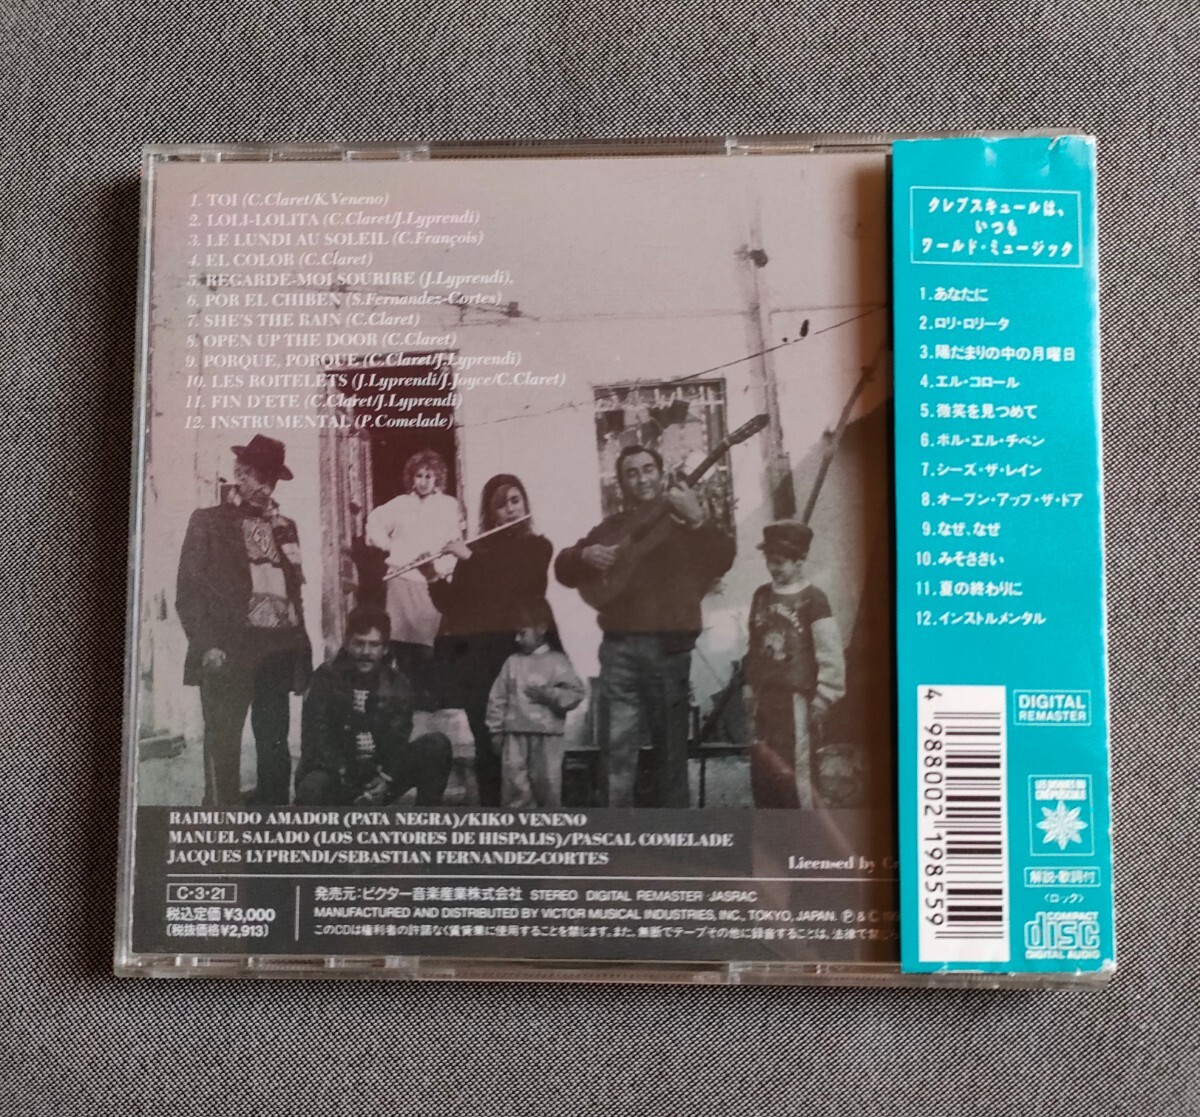 1. TOI (C.Claret/K.Veneno)
2. LOLI-LOLITA (C.Claret/J.Lyprendi)
3. LE LUNDI AU SOLEIL (C.François)
4. EL COLOR (C.Claret)
5. REGARDE-MOI SOURIRE (J.Lyprendi).
6. POR EL CHIBEN (S.Fernandez-Cortes)
7. SHE'S THE RAIN (C.Claret)
8. OPEN UP THE DOOR (C.Claret)
9. PORQUE, PORQUE (C.Claret/J.Lyprendi)
10. LES ROITELETS (J.Lyprendi/J.Joyce/C.Claret)
11. FIN D'ETE (C.Claret/J.Lyprendi)
12. INSTRUMENTAL (P.Comelade)
RAIMUNDO AMADOR (PATA NEGRA)/KIKO VENENO
MANUEL SALADO (LOS CANTORES DE HISPALIS)/PASCAL COMELADE
JACQUES LYPRENDI/SEBASTIAN FERNANDEZ-CORTES
Licensed by
C・3・21
税込定価¥3,000
(税抜価格¥2,913)
発売元:ビクター音楽産業株式会社 STEREO DIGITAL REMASTER JASRAC
MANUFACTURED AND DISTRIBUTED BY VICTOR MUSICAL INDUSTRIES, INC., TOKYO, JAPAN. Ⓟ & Ⓒ
このCDは権利者の許諾なく賃貸業に使用することを禁じます。また、無断でテープその他に録音することは、法律で禁じ
クレプスキュールは、
いつも
ワールド・ミュージック
1. あなたに
2. ロリ・ロリータ
3. 陽だまりの中の月曜日
4. エル・コロール
5. 微笑を見つめて
6. ポル・エル・チベン
7. シーズ・ザ・レイン
8. オープン・アップ・ザ・ドア
9. なぜ、なぜ
10. みそさざい
11. 夏の終わりに
12. インストルメンタル
4 988002 198559
DIGITAL
REMASTER
LES DISQUES DU
CREPUSCULE
解説・歌詞付
〈ロック〉
COMPACT
disc
DIGITAL AUDIO